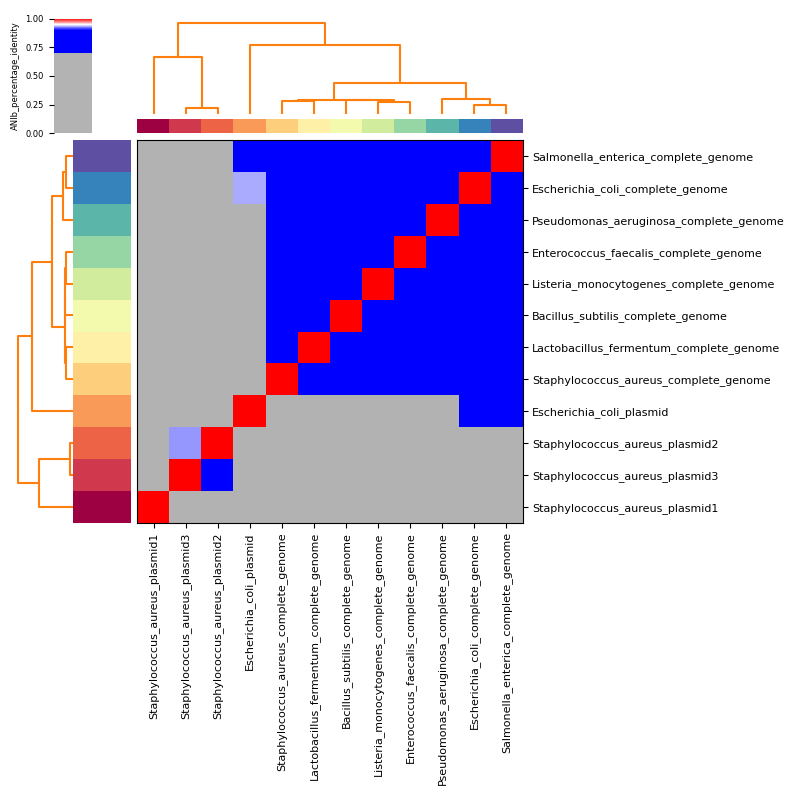 ANIb_percentage_identity
1.00
0.75
0.50
0.25
0.00
Salmonella_enterica_complete_genome
Escherichia_coli_complete_genome
Pseudomonas_aeruginosa_complete_genome
Enterococcus_faecalis_complete_genome
Listeria_monocytogenes_complete_genome
Bacillus_subtilis_complete_genome
Lactobacillus_fermentum_complete_genome
Staphylococcus_aureus_complete_genome
Escherichia_coli_plasmid
Staphylococcus_aureus_plasmid2
Staphylococcus_aureus_plasmid3
Staphylococcus_aureus_plasmid1
Staphylococcus_aureus_plasmid1
Staphylococcus_aureus_plasmid3
Staphylococcus_aureus_plasmid2
Escherichia_coli_plasmid
Staphylococcus_aureus_complete_genome
Lactobacillus_fermentum_complete_genome
Bacillus_subtilis_complete_genome
Listeria_monocytogenes_complete_genome
Enterococcus_faecalis_complete_genome
Pseudomonas_aeruginosa_complete_genome
Escherichia_coli_complete_genome
Salmonella_enterica_complete_genome